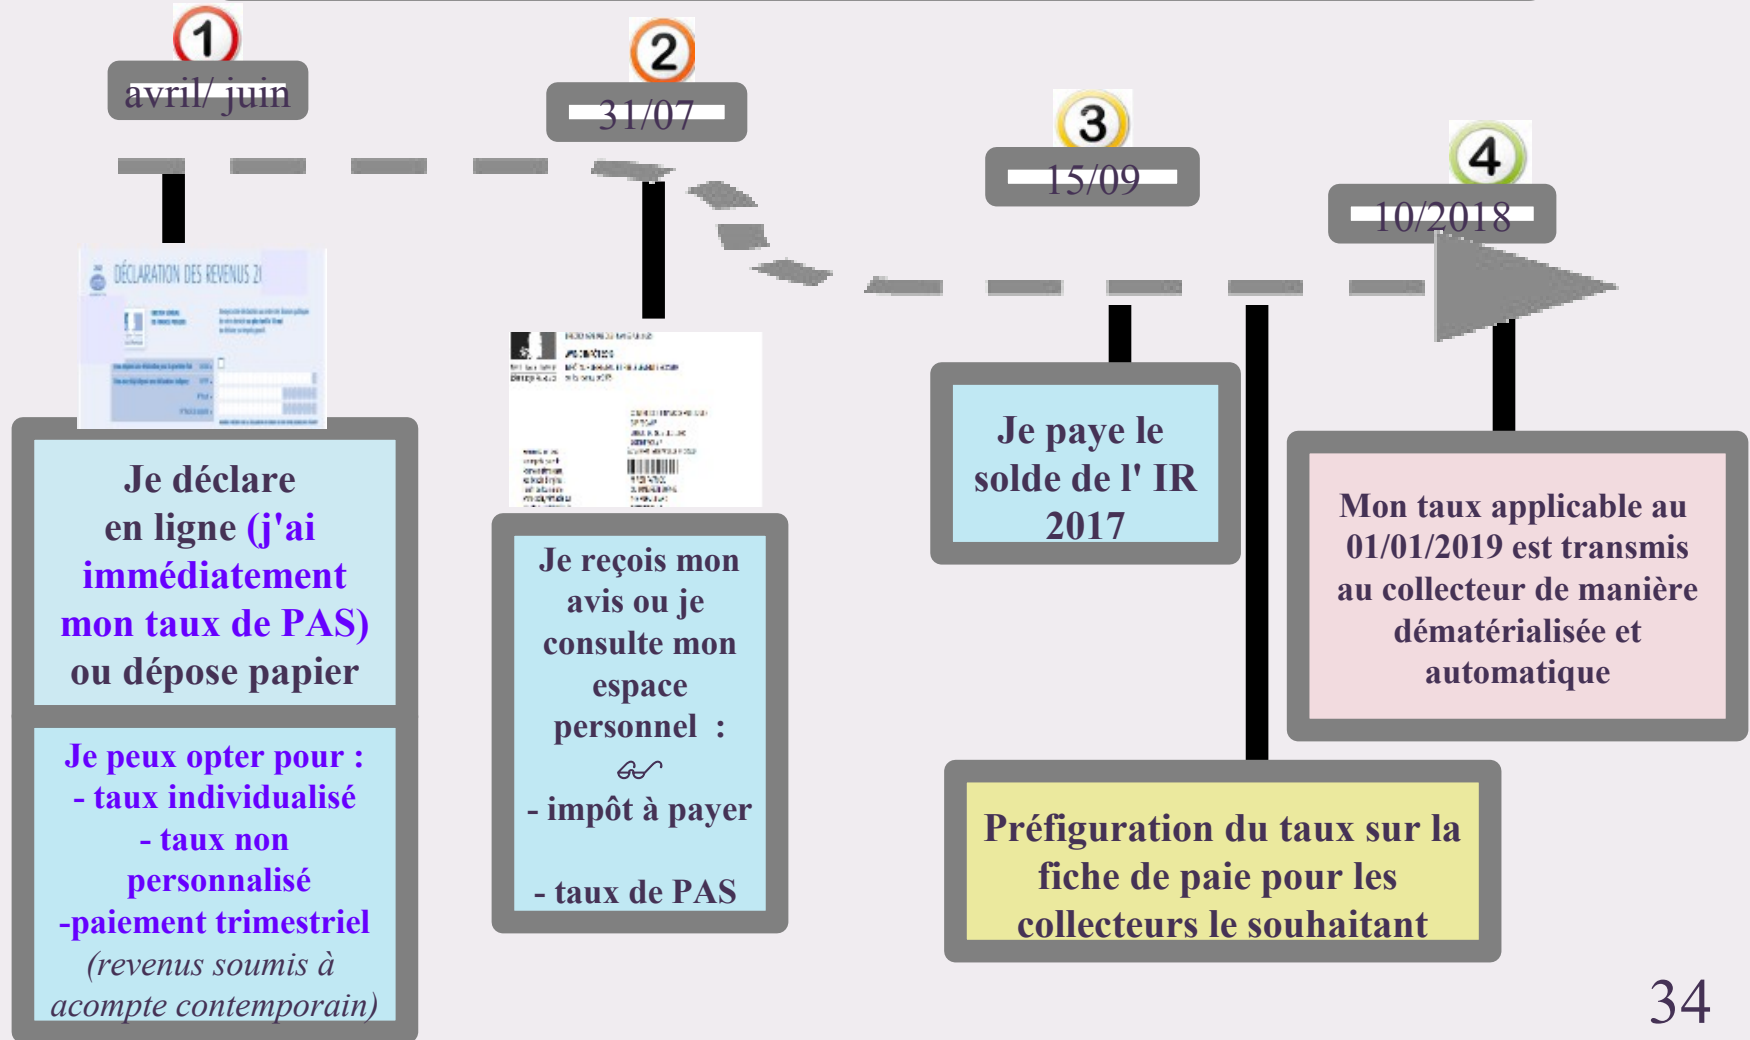 1
avril/ juin
DÉCLARATION DES REVENUS 2
Je déclare
en ligne (j'ai
immédiatement
mon taux de PAS)
ou dépose papier
Je peux opter pour :
- taux individualisé
- taux non
personnalisé
-paiement trimestriel
(revenus soumis à
acompte contemporain)
2
31/07
Je reçois mon
avis ou je
consulte mon
espace
personnel :
- impôt à payer
- taux de PAS
3
15/09
Je paye le
solde de l' IR
2017
Préfiguration du taux sur la
fiche de paie pour les
collecteurs le souhaitant
4
10/2018
Mon taux applicable au
01/01/2019 est transmis
au collecteur de manière
dématérialisée et
automatique
34